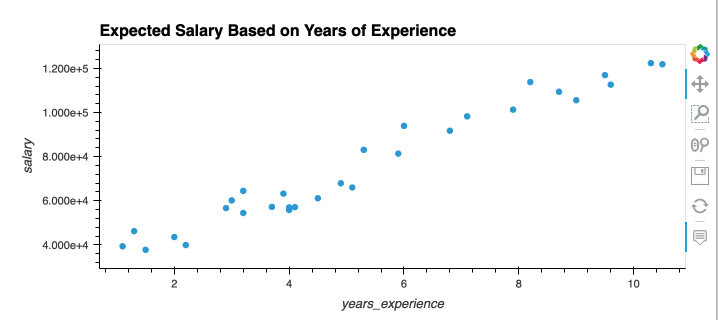 Expected Salary Based on Years of Experience
1.200e+5
1.000e+5
8.000e+4
6.000e+4
4.000e+4
salary
2 4 6 8 10
years_experience